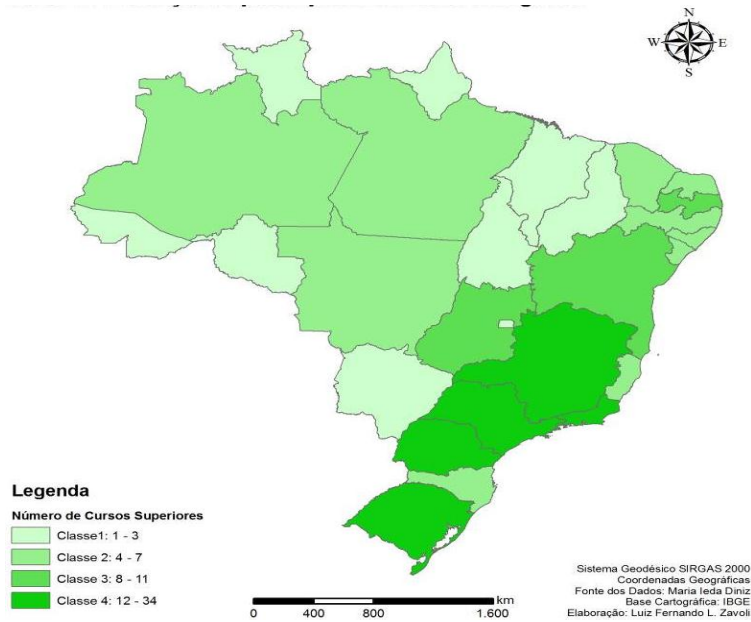 N
W E
S
Legenda
Número de Cursos Superiores
Classe1: 1 - 3
Classe 2: 4 - 7
Classe 3: 8 - 11
Classe 4: 12 - 34
km
0 400 800 1.600
Sistema Geodésico SIRGAS 2000
Coordenadas Geográficas
Fonte dos Dados: Maria Ieda Diniz
Base Cartográfica: IBGE
Elaboração: Luiz Fernando L. Zavoli